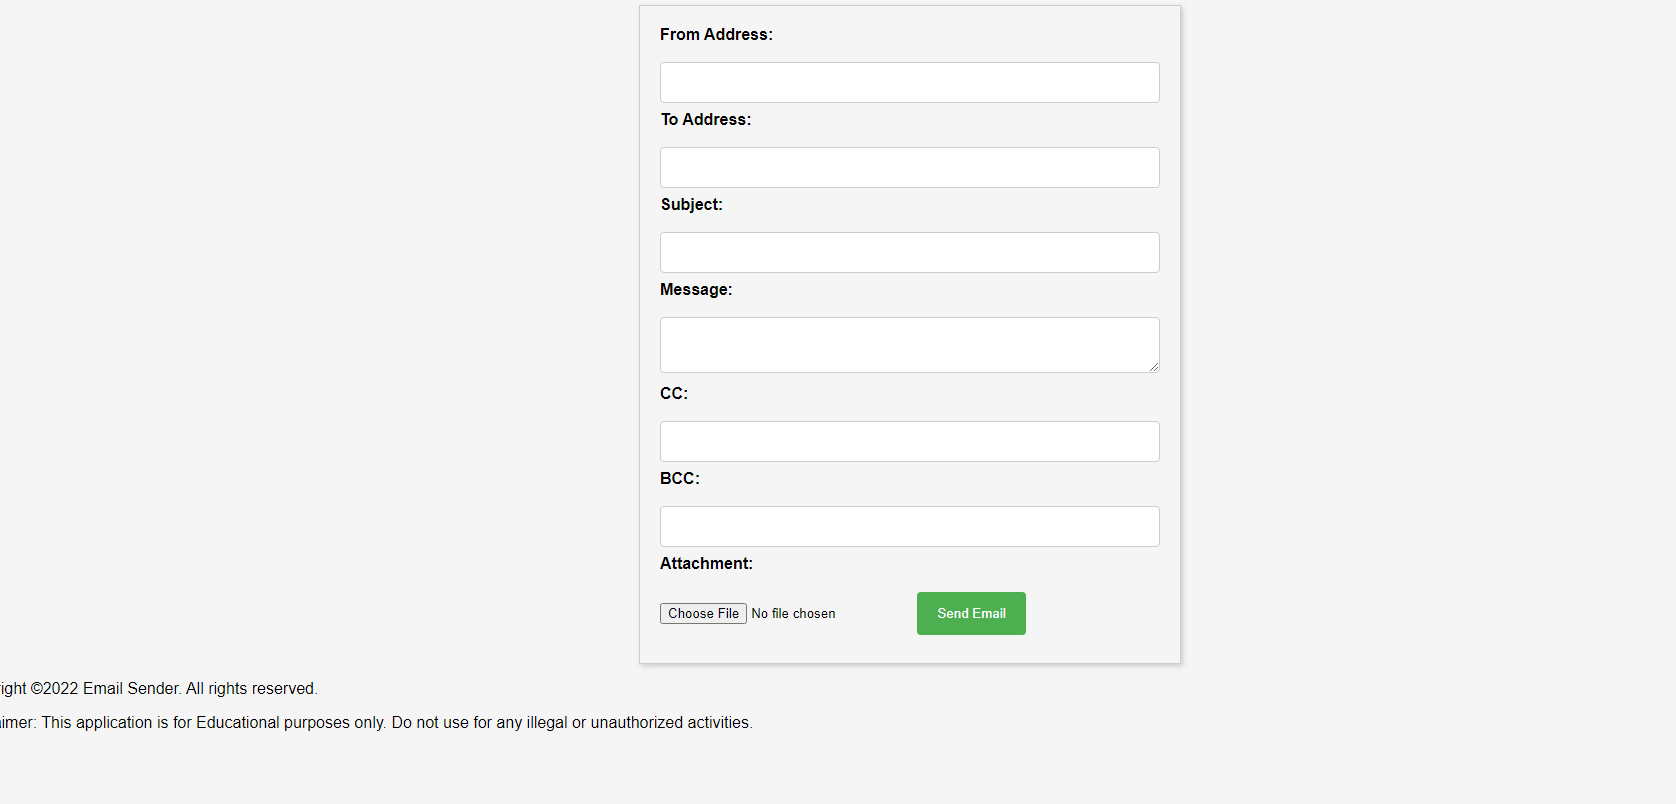 From Address:
To Address:
Subject:
Message:
CC:
BCC:
Attachment:
Choose File No file chosen
Send Email
ight ©2022 Email Sender. All rights reserved.
imer: This application is for Educational purposes only. Do not use for any illegal or unauthorized activities.